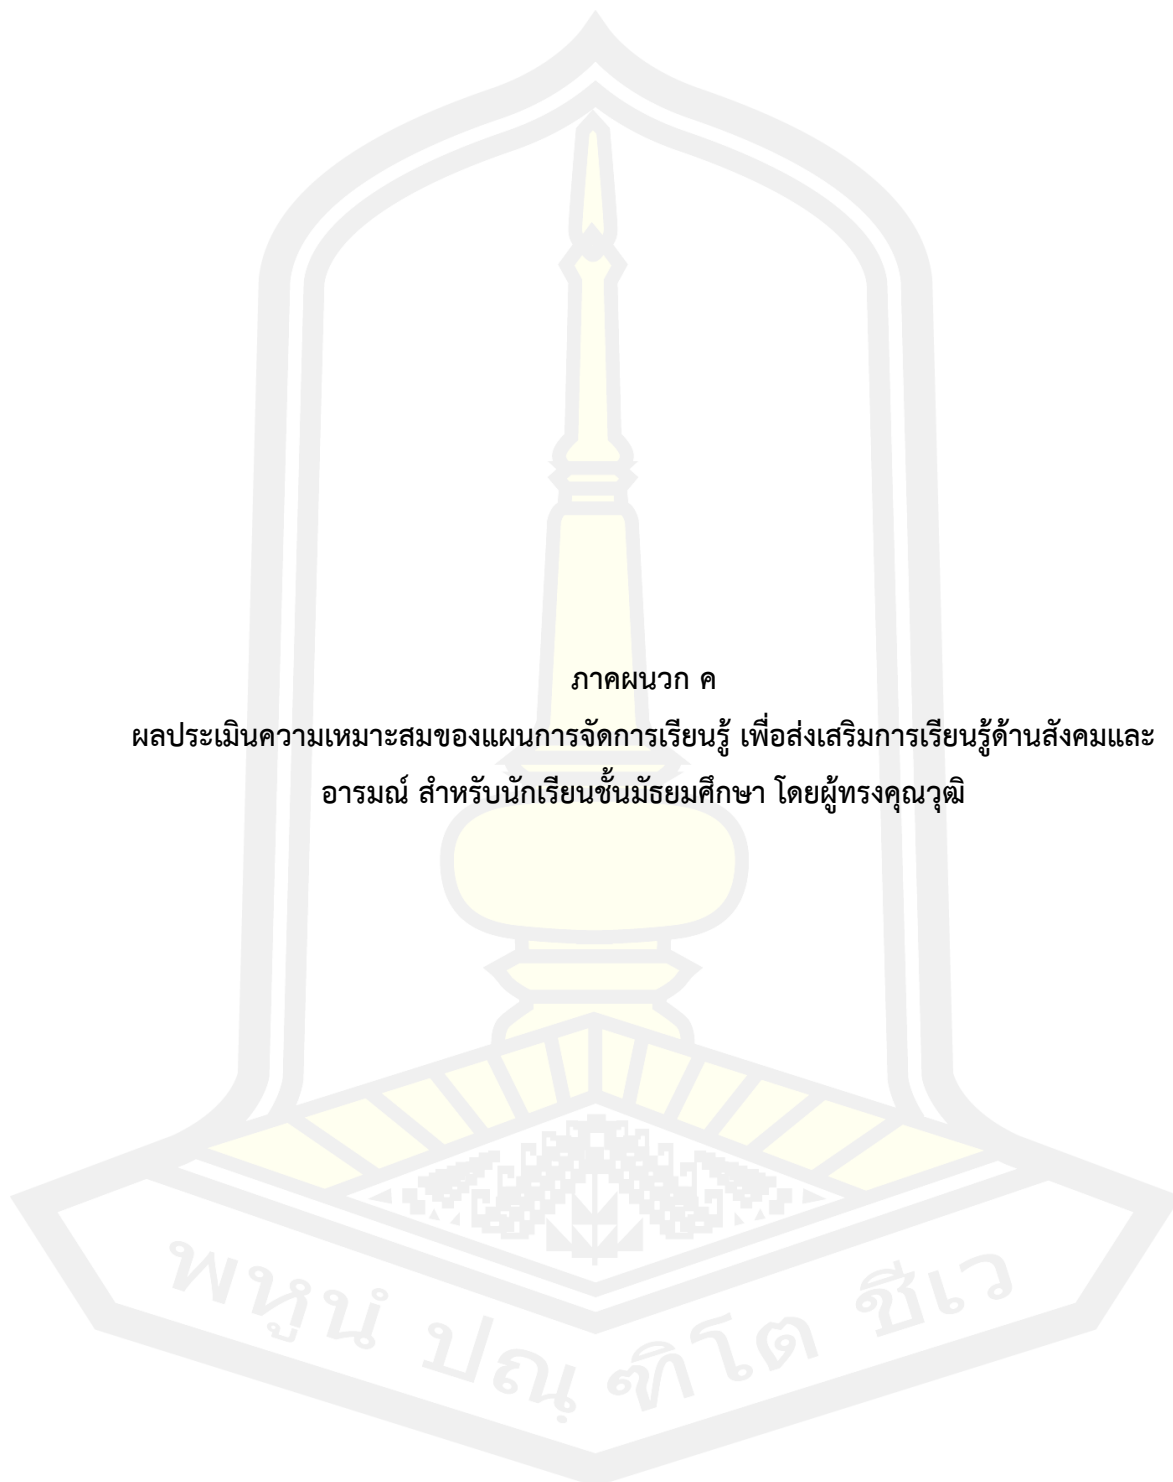 ภาคผนวก ค
ผลประเมินความเหมาะสมของแผนการจัดการเรียนรู้ เพื่อส่งเสริมการเรียนรู้ด้านสังคมและ
อารมณ์ สำหรับนักเรียนชั้นมัธยมศึกษา โดยผู้ทรงคุณวุฒิ
พหูนํ ปณฺฑิโต ชีเว